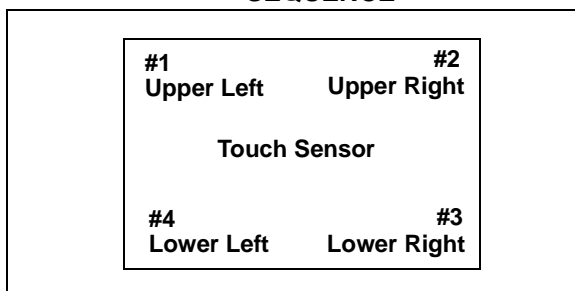 #1 #2
Upper Left Upper Right
Touch Sensor
#4 #3
Lower Left Lower Right